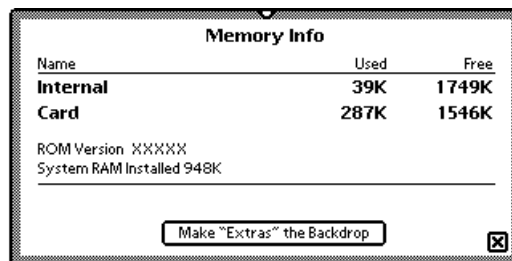 Memory Info
Name Used Free
Internal 39K 1749K
Card 287K 1546K
ROM Version XXXXX
System RAM Installed 948K
Make "Extras" the Backdrop